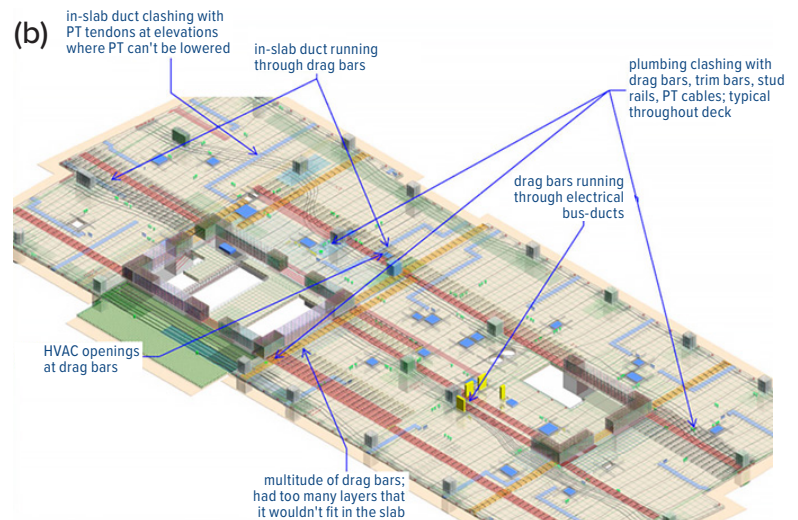 (b)
in-slab duct clashing with
PT tendons at elevations
where PT can't be lowered
in-slab duct running
through drag bars
plumbing clashing with
drag bars, trim bars, stud
rails, PT cables; typical
throughout deck
drag bars running
through electrical
bus-ducts
HVAC openings
at drag bars
multitude of drag bars;
had too many layers that
it wouldn't fit in the slab